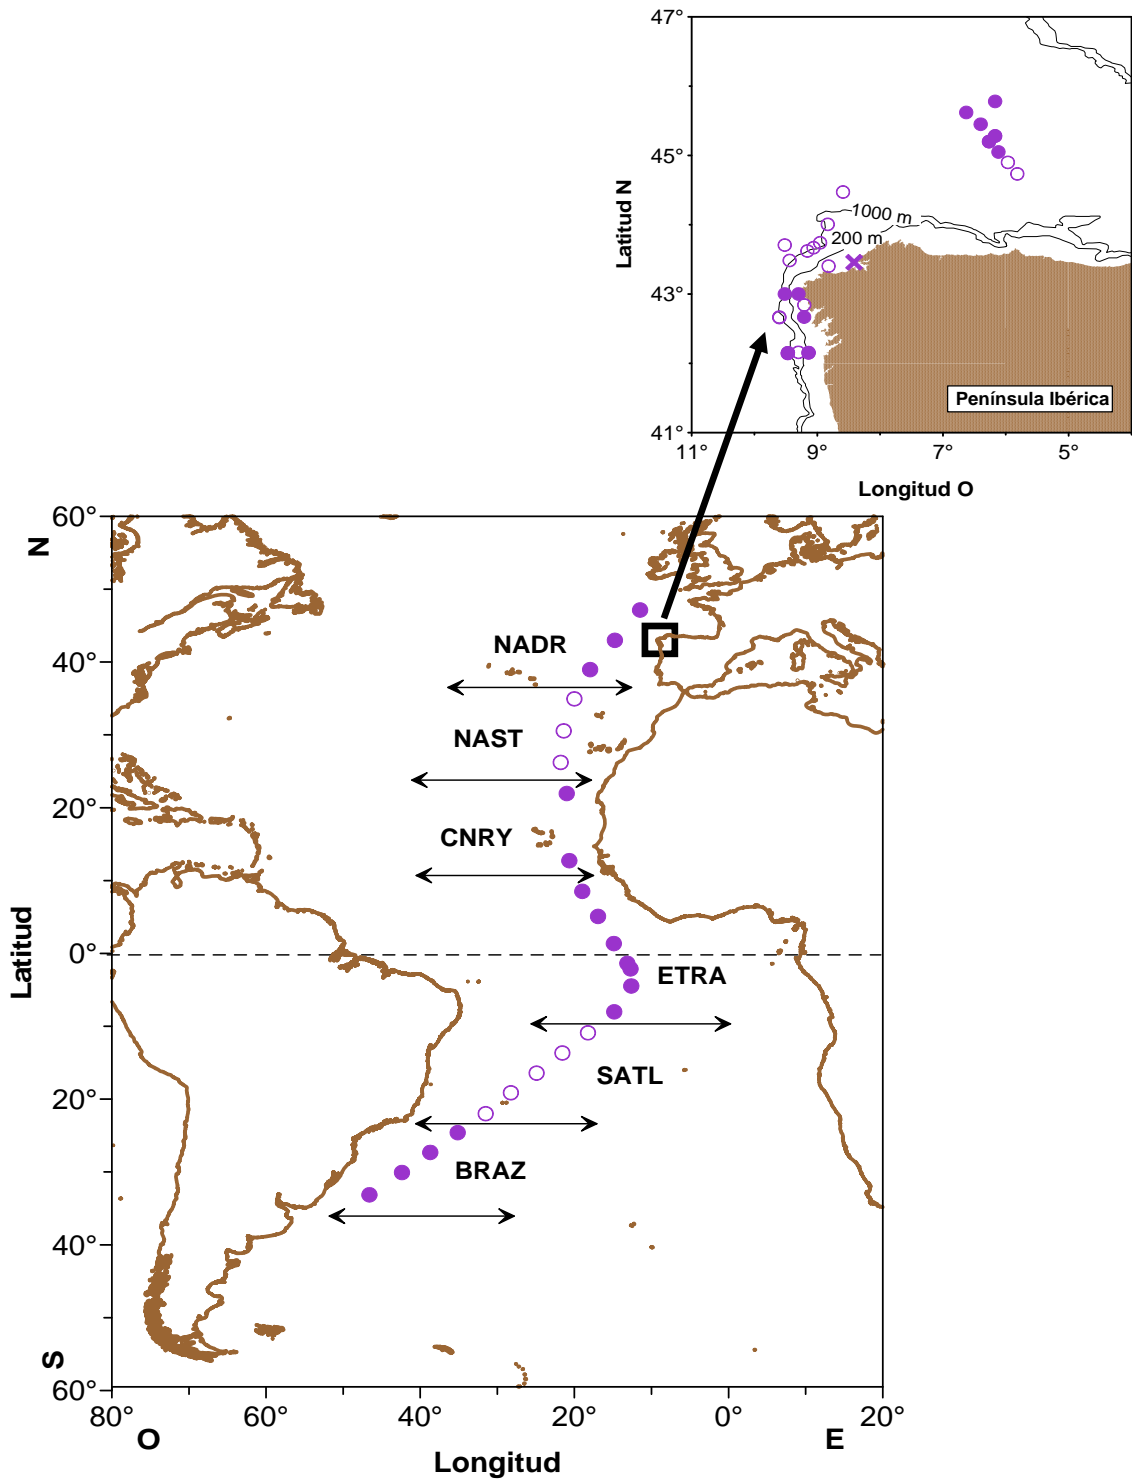 47°
45°
43°
41°
Latitud N
1000 m
200 m
Península Ibérica
11°
9°
7°
5°
Longitud O
60°
N
40°
20°
0°
20°
40°
S
60°
Latitud
NADR
NAST
CNRY
ETRA
SATL
BRAZ
80°
60°
40°
20°
0°
20°
O
E
Longitud